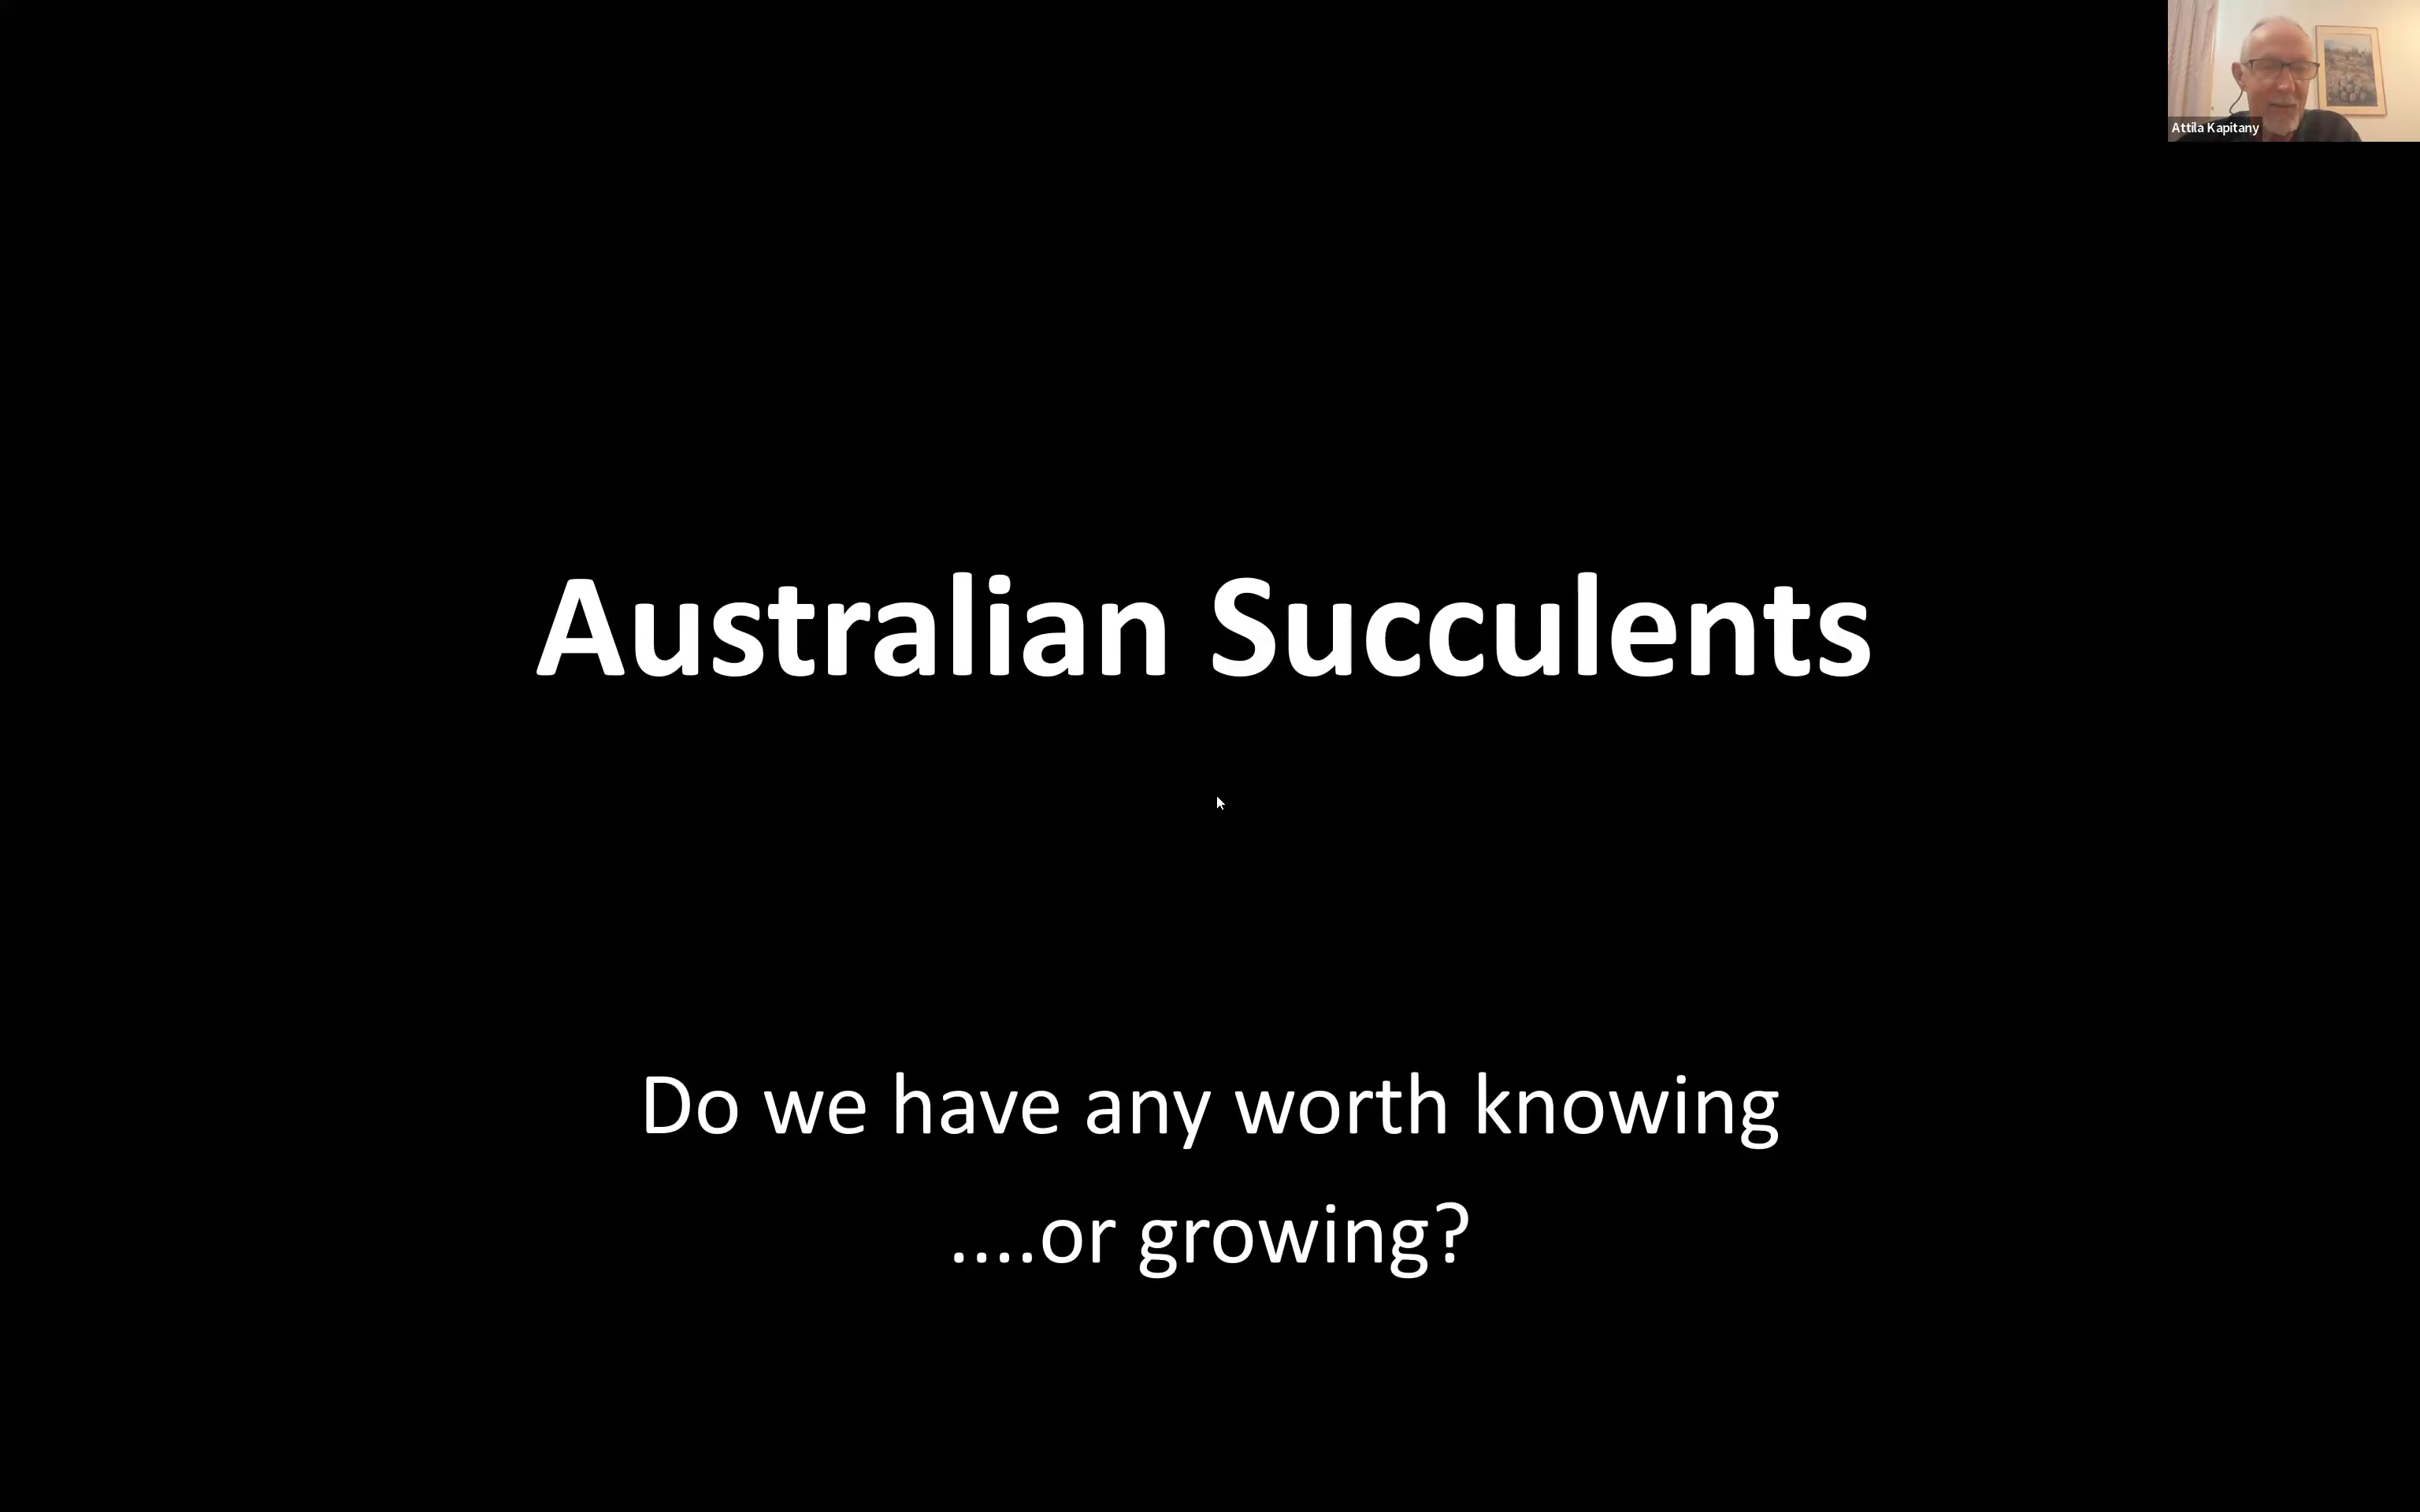 Attila Kapitany
Australian Succulents
Do we have any worth knowing
....or growing?